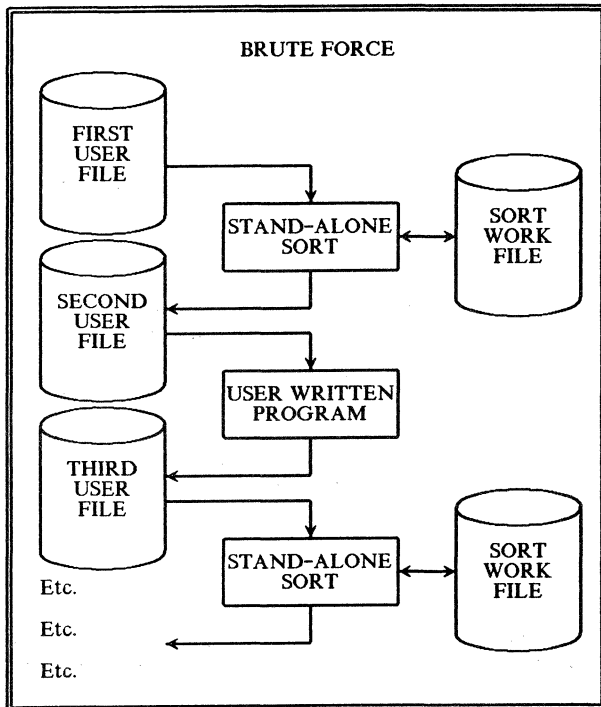 BRUTE FORCE
FIRST
USER
FILE
STAND-ALONE
SORT
SORT
WORK
FILE
SECOND
USER
FILE
USER WRITTEN
PROGRAM
THIRD
USER
FILE
STAND-ALONE
SORT
SORT
WORK
FILE
Etc.
Etc.
Etc.